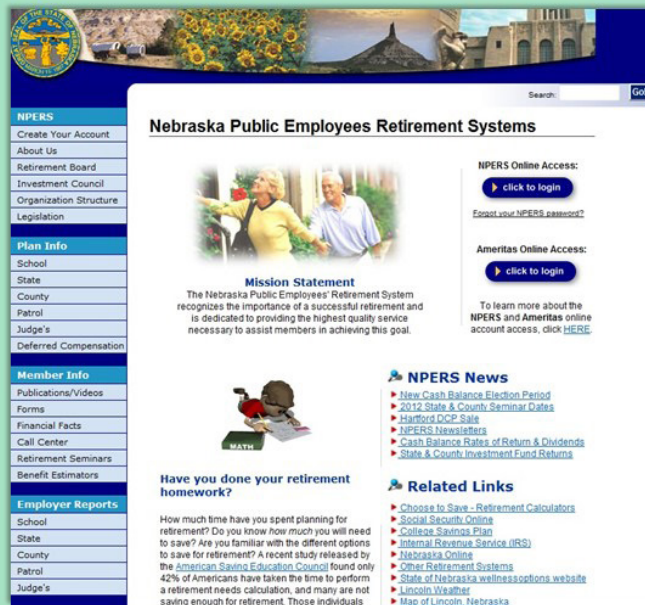 Search:
Go!
NPERS
Create Your Account
About Us
Retirement Board
Investment Council
Organization Structure
Legislation
Plan Info
School
State
County
Patrol
Judge's
Deferred Compensation
Member Info
Publications/Videos
Forms
Financial Facts
Call Center
Retirement Seminars
Benefit Estimators
Employer Reports
School
State
County
Patrol
Judge's
Nebraska Public Employees Retirement Systems
Mission Statement
The Nebraska Public Employees' Retirement System
recognizes the importance of a successful retirement and
is dedicated to providing the highest quality service
necessary to assist members in achieving this goal.
NPERS Online Access:
click to login
Forgot your NPERS password?
Ameritas Online Access:
click to login
To learn more about the
NPERS and Ameritas online
account access, click HERE.
MATH
Have you done your retirement
homework?
How much time have you spent planning for
retirement? Do you know how much you will need
to save? Are you familiar with the different options
to save for retirement? A recent study released by
the American Saving Education Council found only
42% of Americans have taken the time to perform
a retirement needs calculation, and many are not
saving enough for retirement. Those individuals
NPERS News
New Cash Balance Election Period
2012 State & County Seminar Dates
Hartford DCP Sale
NPERS Newsletters
Cash Balance Rates of Return & Dividends
State & County Investment Fund Returns
Related Links
Choose to Save - Retirement Calculators
Social Security Online
College Savings Plan
Internal Revenue Service (IRS)
Nebraska Online
Other Retirement Systems
State of Nebraska wellnessoptions website
Lincoln Weather
Map of Lincoln, Nebraska